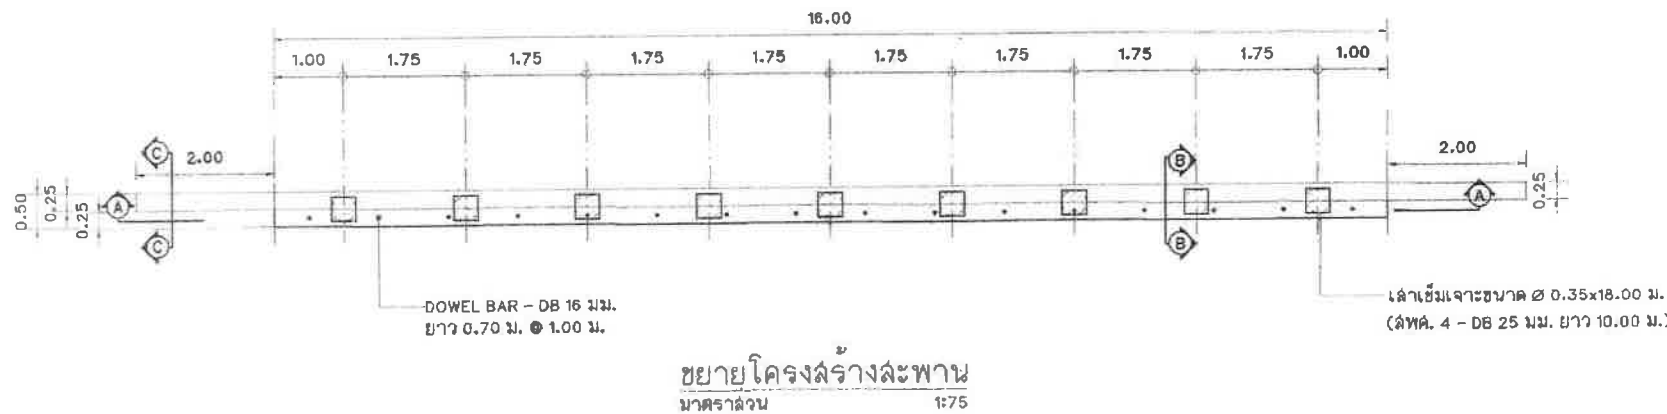 16.00
1.00 1.75 1.75 1.75 1.75 1.75 1.75 1.75 1.75 1.00
C B
2.00 2.00
0.50 0.25 0.25 A A 0.25
C B
DOWEL BAR - DB 16 มม.
ยาว 0.70 ม. @ 1.00 ม.
เสาเข็มเจาะขนาด Ø 0.35x18.00 ม.
(สพค. 4 - DB 25 มม. ยาว 10.00 ม.)
ขยายโครงสร้างสะพาน
มาตราส่วน 1:75